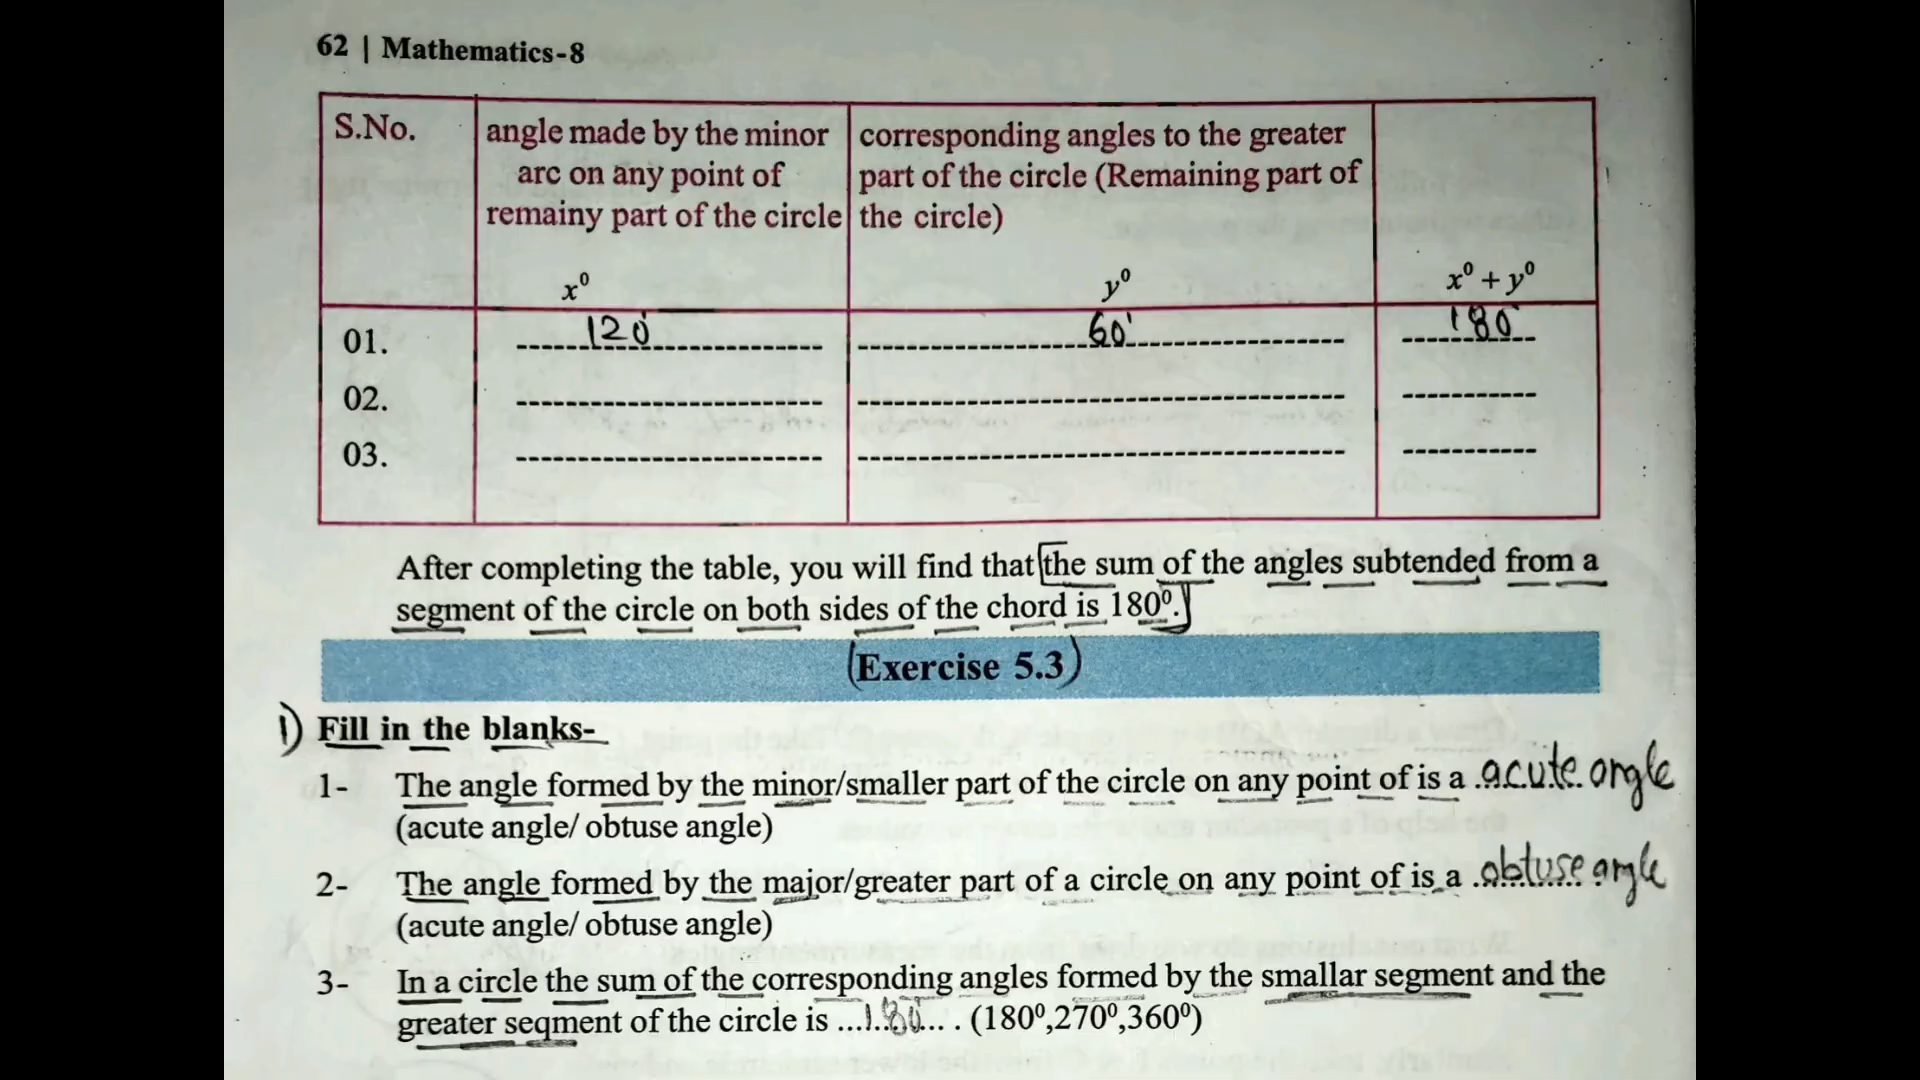 62 | Mathematics-8
S.No.
angle made by the minor
arc on any point of
remainy part of the circle
x⁰
corresponding angles to the greater
part of the circle (Remaining part of
the circle)
y⁰
x⁰ + y⁰
01. 120 60 180
02.
03.
After completing the table, you will find that the sum of the angles subtended from a
segment of the circle on both sides of the chord is 180⁰.
(Exercise 5.3)
1) Fill in the blanks-
1- The angle formed by the minor/smaller part of the circle on any point of is a acute angle
(acute angle/ obtuse angle)
2- The angle formed by the major/greater part of a circle on any point of is a obtuse angle
(acute angle/ obtuse angle)
3- In a circle the sum of the corresponding angles formed by the smallar segment and the
greater seqment of the circle is ...180... . (180⁰,270⁰,360⁰)